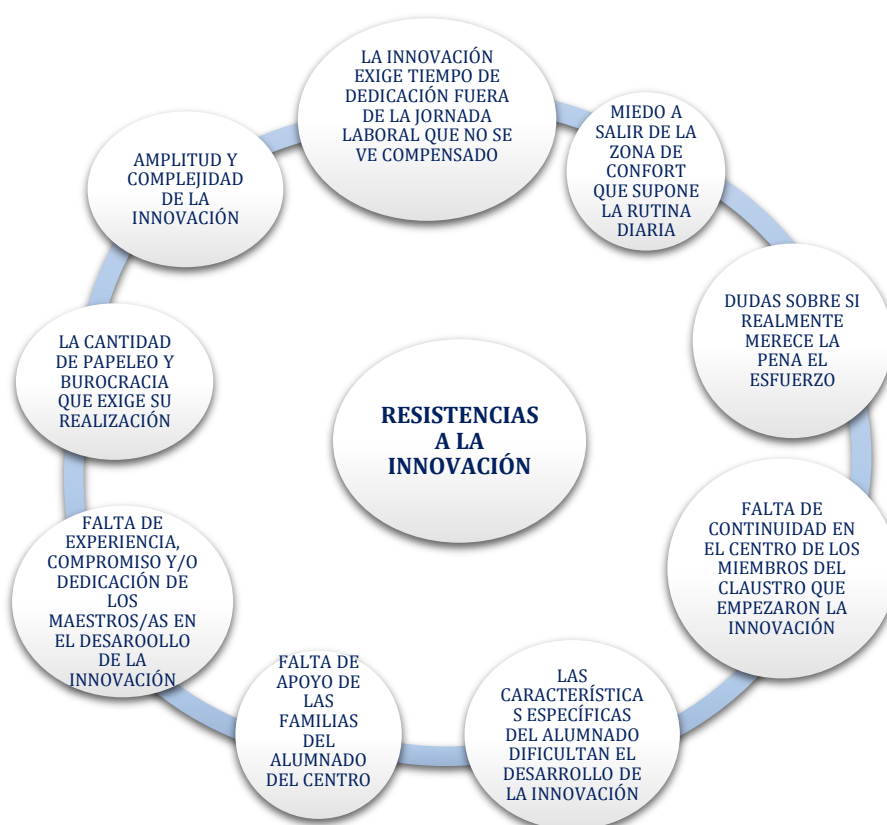 LA INNOVACIÓN
EXIGE TIEMPO DE
DEDICACIÓN FUERA
DE LA JORNADA
LABORAL QUE NO SE
VE COMPENSADO
MIEDO A
SALIR DE LA
ZONA DE
CONFORT
QUE SUPONE
LA RUTINA
DIARIA
DUDAS SOBRE SI
REALMENTE
MERECE LA
PENA EL
ESFUERZO
FALTA DE
CONTINUIDAD EN
EL CENTRO DE LOS
MIEMBROS DEL
CLAUSTRO QUE
EMPEZARON LA
INNOVACIÓN
LAS
CARACTERÍSTICA
S ESPECÍFICAS
DEL ALUMNADO
DIFICULTAN EL
DESARROLLO DE
LA INNOVACIÓN
FALTA DE
APOYO DE
LAS
FAMILIAS
DEL
ALUMNADO
DEL CENTRO
FALTA DE
EXPERIENCIA,
COMPROMISO Y/O
DEDICACIÓN DE
LOS
MAESTROS/AS EN
EL DESAROOLLO
DE LA
INNOVACIÓN
LA CANTIDAD
DE PAPELEO Y
BUROCRACIA
QUE EXIGE SU
REALIZACIÓN
AMPLITUD Y
COMPLEJIDAD
DE LA
INNOVACIÓN
RESISTENCIAS
A LA
INNOVACIÓN